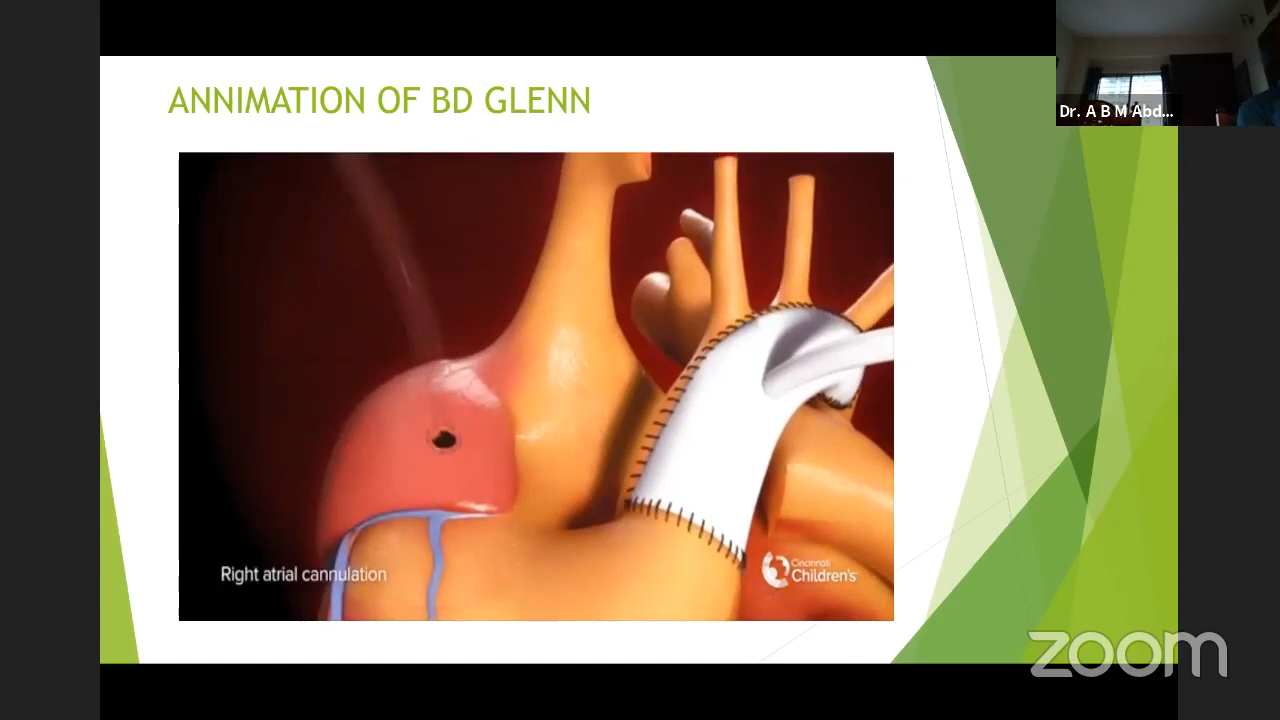 ANNIMATION OF BD GLENN
Dr. A B M Abd...
Right atrial cannulation
Cincinnati
Children's
zoom